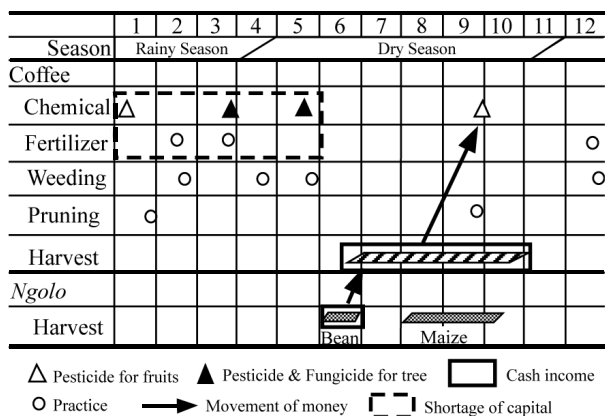 1 2 3 4 5 6 7 8 9 10 11 12
Season Rainy Season Dry Season
Coffee
Chemical
Fertilizer
Weeding
Pruning
Harvest
Ngolo
Harvest
Bean Maize
Pesticide for fruits Pesticide & Fungicide for tree Cash income
Practice Movement of money Shortage of capital